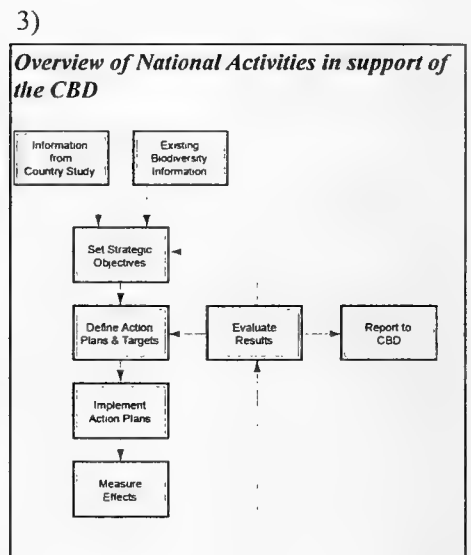 3)
Overview of National Activities in support of
the CBD
Information
from
Country Study
Existing
Biodiversity
Information
Set Strategic
Objectives
Define Action
Plans & Targets
Evaluate
Results
Report to
CBD
Implement
Action Plans
Measure
Effects